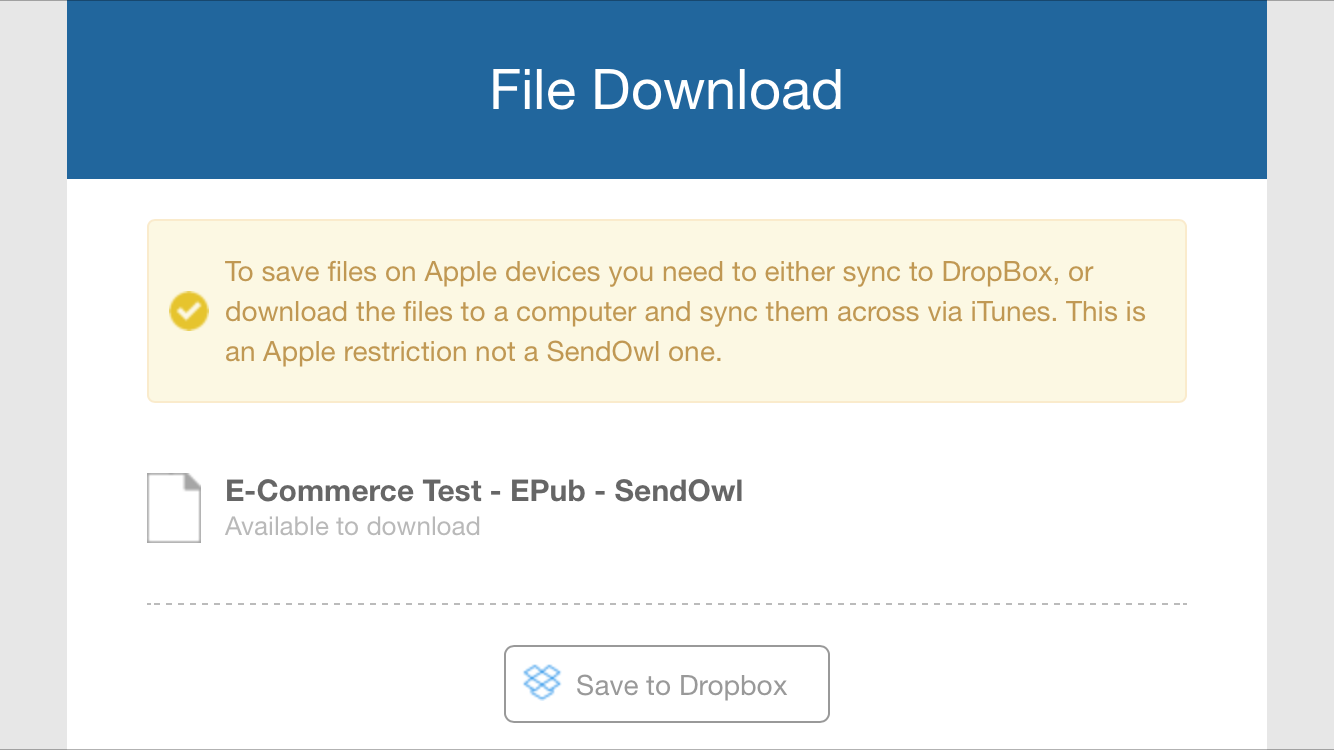 File Download
To save files on Apple devices you need to either sync to DropBox, or
download the files to a computer and sync them across via iTunes. This is
an Apple restriction not a SendOwl one.
E-Commerce Test - EPub - SendOwl
Available to download
Save to Dropbox